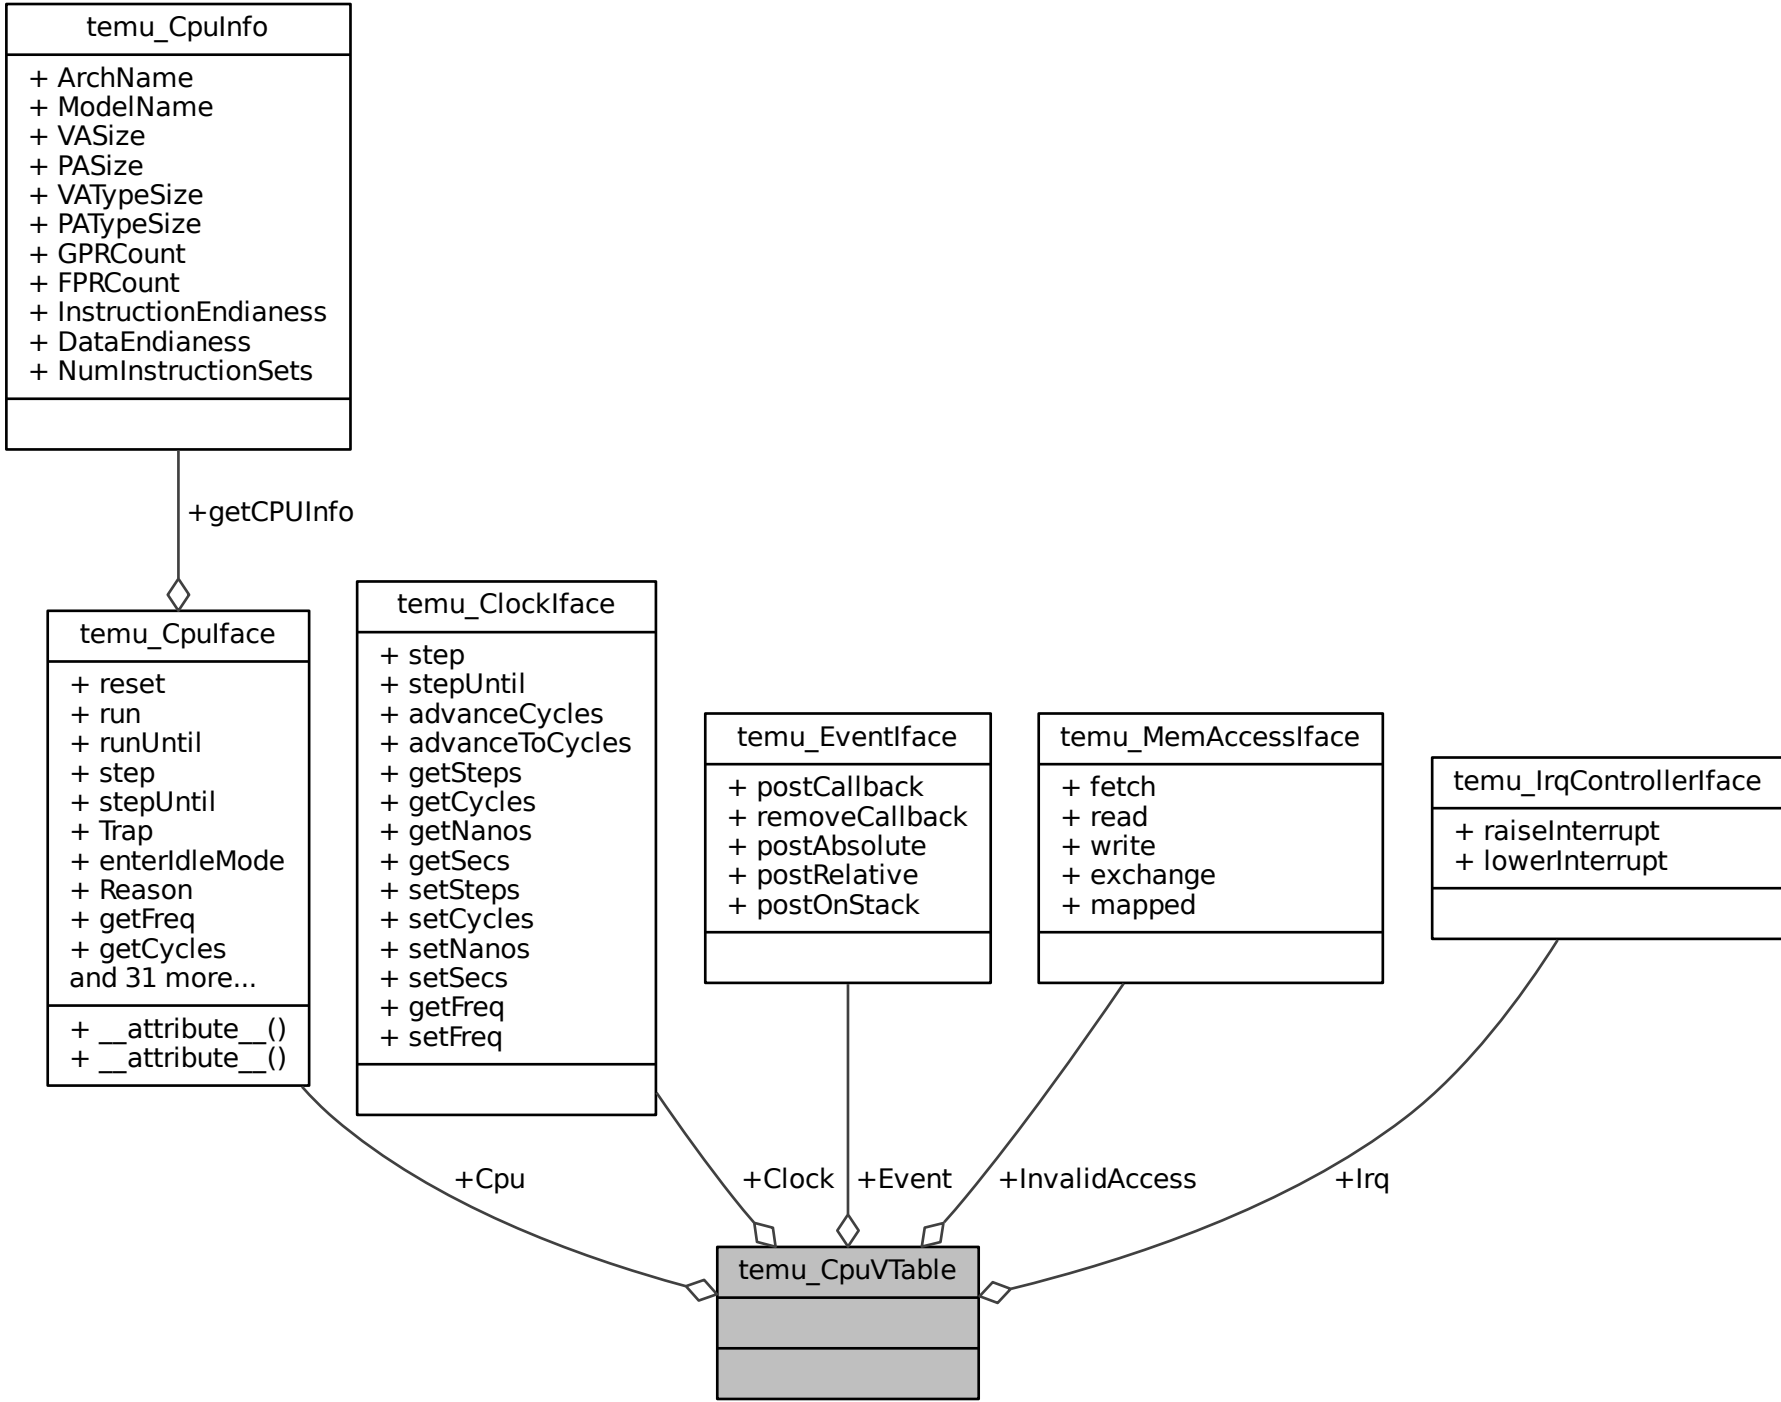 temu_CpuInfo
+ ArchName
+ ModelName
+ VASize
+ PASize
+ VATypeSize
+ PATypeSize
+ GPRCount
+ FPRCount
+ InstructionEndianess
+ DataEndianess
+ NumInstructionSets
+getCPUInfo
temu_CpuIface
+ reset
+ run
+ runUntil
+ step
+ stepUntil
+ Trap
+ enterIdleMode
+ Reason
+ getFreq
+ getCycles
and 31 more...
+ __attribute__()
+ __attribute__()
temu_ClockIface
+ step
+ stepUntil
+ advanceCycles
+ advanceToCycles
+ getSteps
+ getCycles
+ getNanos
+ getSecs
+ setSteps
+ setCycles
+ setNanos
+ setSecs
+ getFreq
+ setFreq
temu_EventIface
+ postCallback
+ removeCallback
+ postAbsolute
+ postRelative
+ postOnStack
temu_MemAccessIface
+ fetch
+ read
+ write
+ exchange
+ mapped
temu_IrqControllerIface
+ raiseInterrupt
+ lowerInterrupt
+Cpu
+Clock
+Event
+InvalidAccess
+Irq
temu_CpuVTable